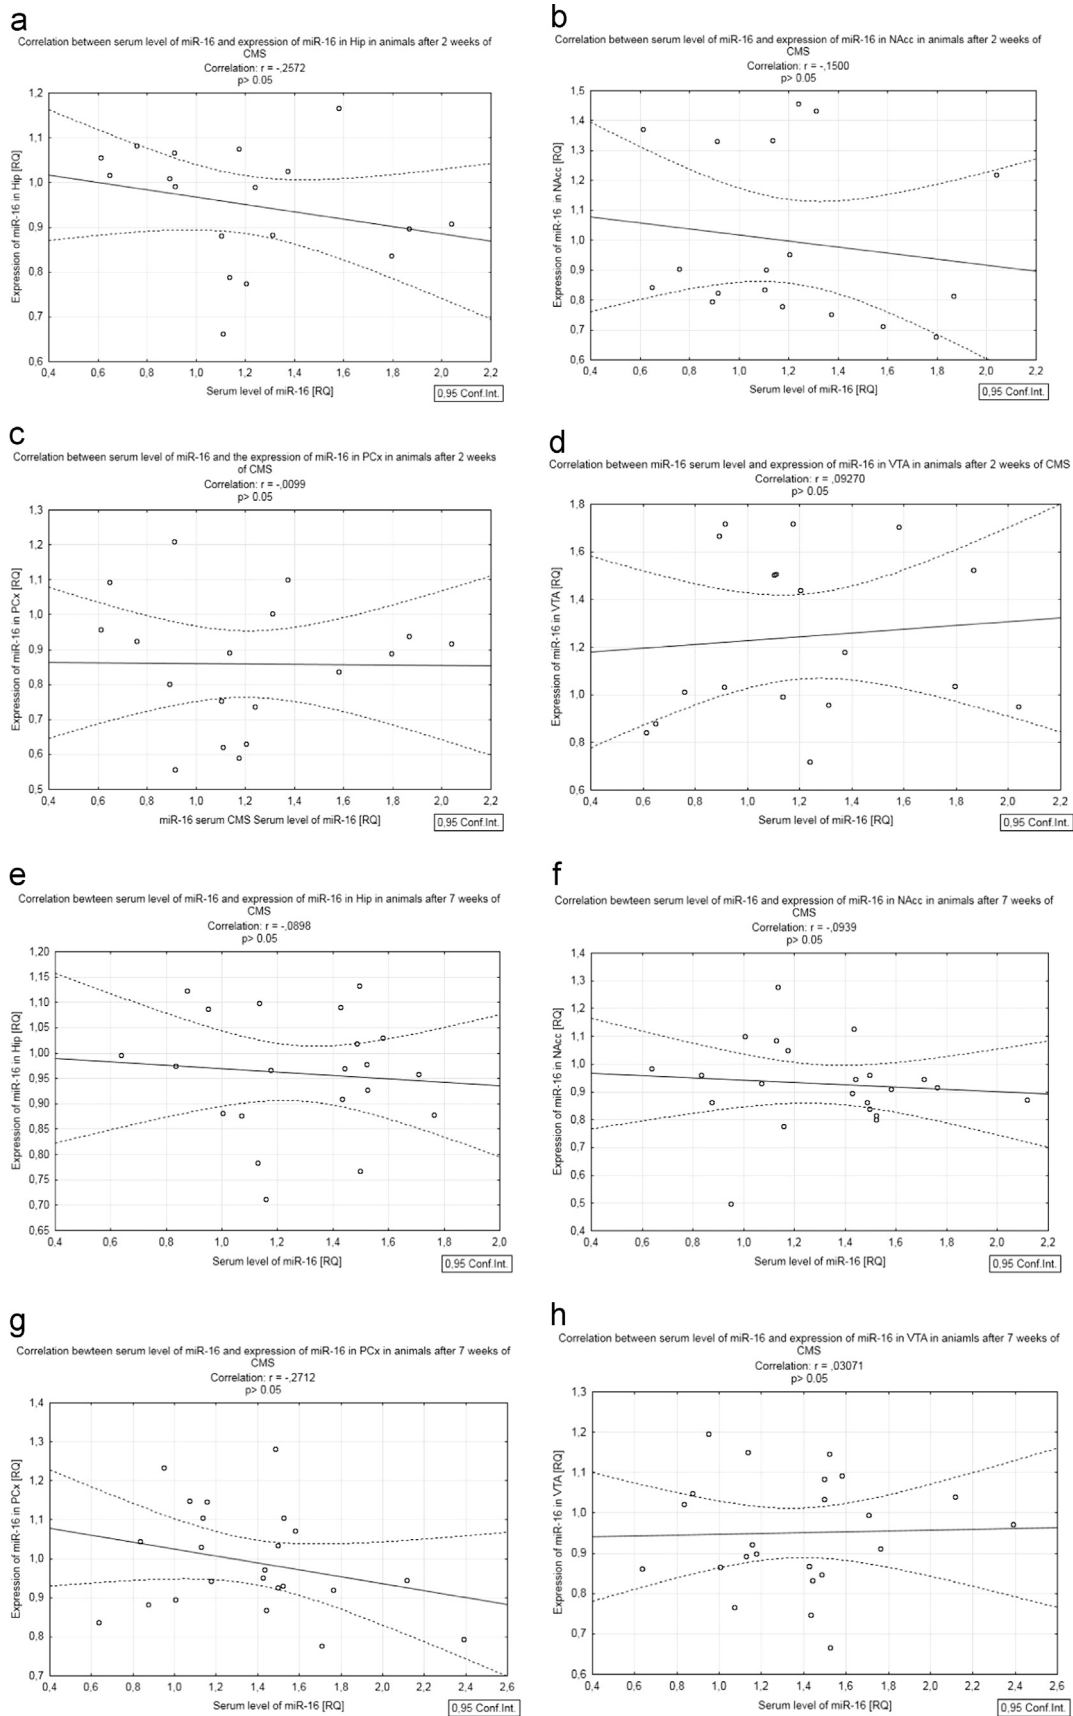 a
Correlation between serum level of miR-16 and expression of miR-16 in Hip in animals after 2 weeks of
CMS
Correlation: r = -,2572
p> 0.05
1,2
1,1
1,0
0,9
0,8
0,7
0,6
Expression of miR-16 in Hip [RQ]
0,4 0,6 0,8 1,0 1,2 1,4 1,6 1,8 2,0 2,2
Serum level of miR-16 [RQ]
0,95 Conf.Int.
b
Correlation between serum level of miR-16 and expression of miR-16 in NAcc in animals after 2 weeks of
CMS
Correlation: r = -,1500
p> 0.05
1,5
1,4
1,3
1,2
1,1
1,0
0,9
0,8
0,7
0,6
Expression of miR-16 in NAcc [RQ]
0,4 0,6 0,8 1,0 1,2 1,4 1,6 1,8 2,0 2,2
Serum level of miR-16 [RQ]
0,95 Conf.Int.
c
Correlation between serum level of miR-16 and the expression of miR-16 in PCx in animals after 2 weeks
of CMS
Correlation: r = -,0099
p> 0.05
1,3
1,2
1,1
1,0
0,9
0,8
0,7
0,6
0,5
Expression of miR-16 in PCx [RQ]
0,4 0,6 0,8 1,0 1,2 1,4 1,6 1,8 2,0 2,2
miR-16 serum CMS Serum level of miR-16 [RQ]
0,95 Conf.Int.
d
Correlation between miR-16 serum level and expression of miR-16 in VTA in animals after 2 weeks of CMS
Correlation: r = ,09270
p> 0.05
1,8
1,6
1,4
1,2
1,0
0,8
0,6
Expression of miR-16 in VTA [RQ]
0,4 0,6 0,8 1,0 1,2 1,4 1,6 1,8 2,0 2,2
Serum level of miR-16 [RQ]
0,95 Conf.Int.
e
Correlation bewteen serum level of miR-16 and expression of miR-16 in Hip in animals after 7 weeks of
CMS
Correlation: r = -,0898
p> 0.05
1,20
1,15
1,10
1,05
1,00
0,95
0,90
0,85
0,80
0,75
0,70
0,65
Expression of miR-16 in Hip [RQ]
0,4 0,6 0,8 1,0 1,2 1,4 1,6 1,8 2,0
Serum level of miR-16 [RQ]
0,95 Conf.Int.
f
Correlation bewteen serum level of miR-16 and expression of miR-16 in NAcc in animals after 7 weeks of
CMS
Correlation: r = -,0939
p> 0.05
1,4
1,3
1,2
1,1
1,0
0,9
0,8
0,7
0,6
0,5
0,4
Expression of miR-16 in NAcc [RQ]
0,4 0,6 0,8 1,0 1,2 1,4 1,6 1,8 2,0 2,2
Serum level of miR-16 [RQ]
0,95 Conf.Int.
g
Correlation bewteen serum level of miR-16 and expression of miR-16 in PCx in animals after 7 weeks of
CMS
Correlation: r = -,2712
p> 0.05
1,4
1,3
1,2
1,1
1,0
0,9
0,8
0,7
Expression of miR-16 in PCx [RQ]
0,4 0,6 0,8 1,0 1,2 1,4 1,6 1,8 2,0 2,2 2,4 2,6
Serum level of miR-16 [RQ]
0,95 Conf.Int.
h
Correlation between serum level of miR-16 and expression of miR-16 in VTA in aniamls after 7 weeks of
CMS
Correlation: r = ,03071
p> 0.05
1,3
1,2
1,1
1,0
0,9
0,8
0,7
0,6
Expression of miR-16 in VTA [RQ]
0,4 0,6 0,8 1,0 1,2 1,4 1,6 1,8 2,0 2,2 2,4 2,6
Serum level of miR-16 [RQ]
0,95 Conf.Int.